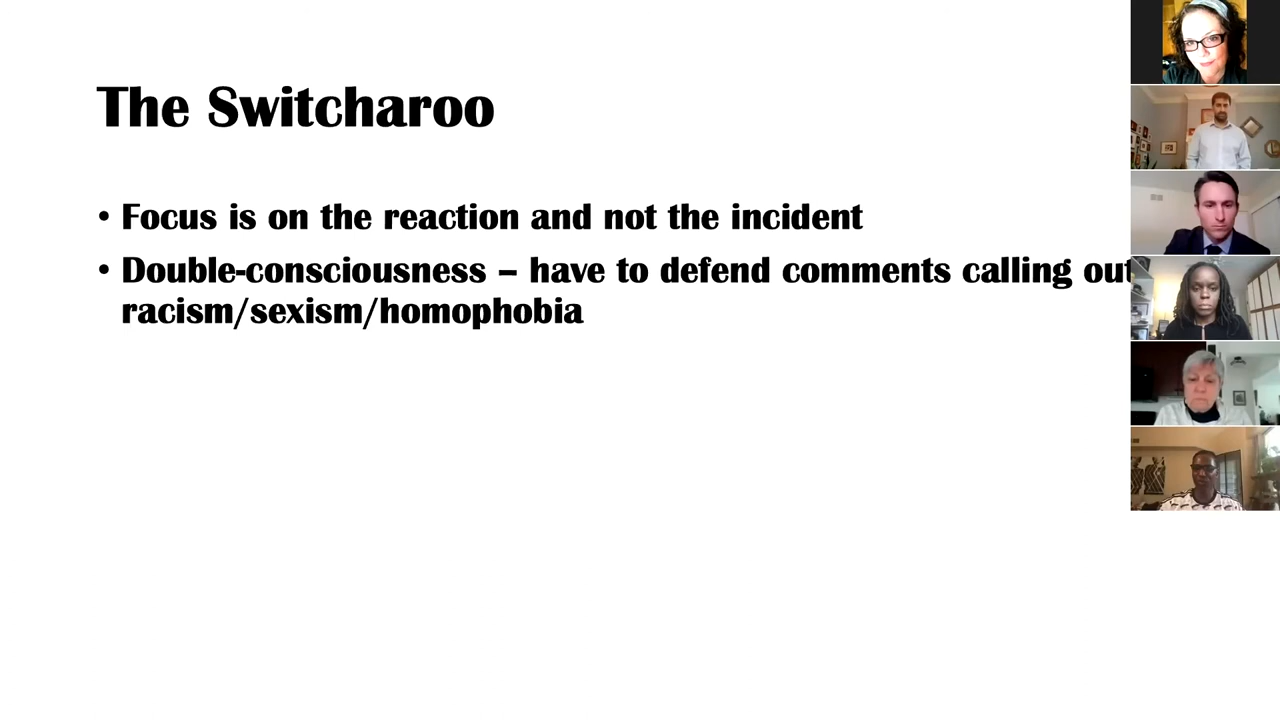 The Switcharoo
• Focus is on the reaction and not the incident
• Double-consciousness – have to defend comments calling out
racism/sexism/homophobia